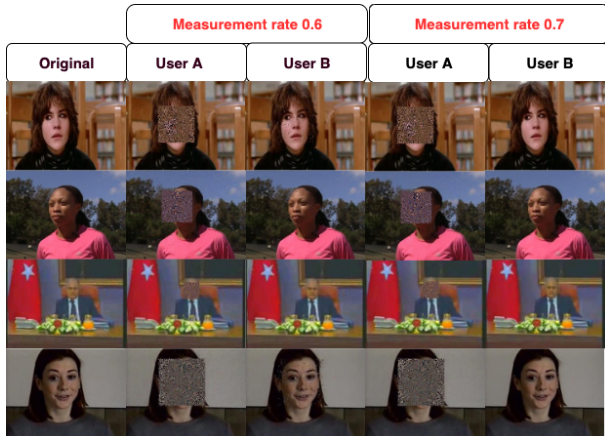 Measurement rate 0.6 Measurement rate 0.7
Original User A User B User A User B